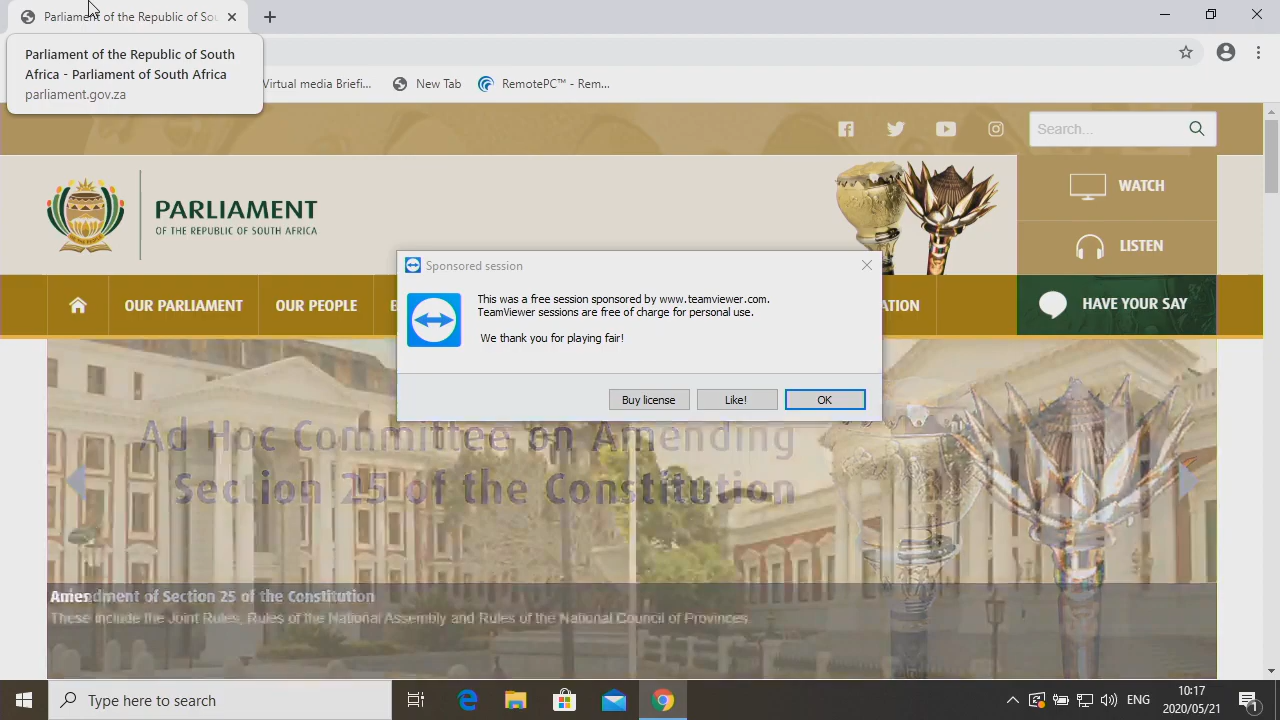 Parliament of the Republic of Sou
Parliament of the Republic of South
Africa - Parliament of South Africa
parliament.gov.za
Virtual media Briefi...
New Tab
RemotePC™ - Rem...
Search...
WATCH
PARLIAMENT
OF THE REPUBLIC OF SOUTH AFRICA
LISTEN
OUR PARLIAMENT
OUR PEOPLE
HAVE YOUR SAY
Sponsored session
This was a free session sponsored by www.teamviewer.com.
TeamViewer sessions are free of charge for personal use.
We thank you for playing fair!
Buy license
Like!
OK
Ad Hoc Committee on Amending
Section 25 of the Constitution
Amendment of Section 25 of the Constitution
These include the Joint Rules, Rules of the National Assembly and Rules of the National Council of Provinces
Type here to search
ENG
10:17
2020/05/21
1